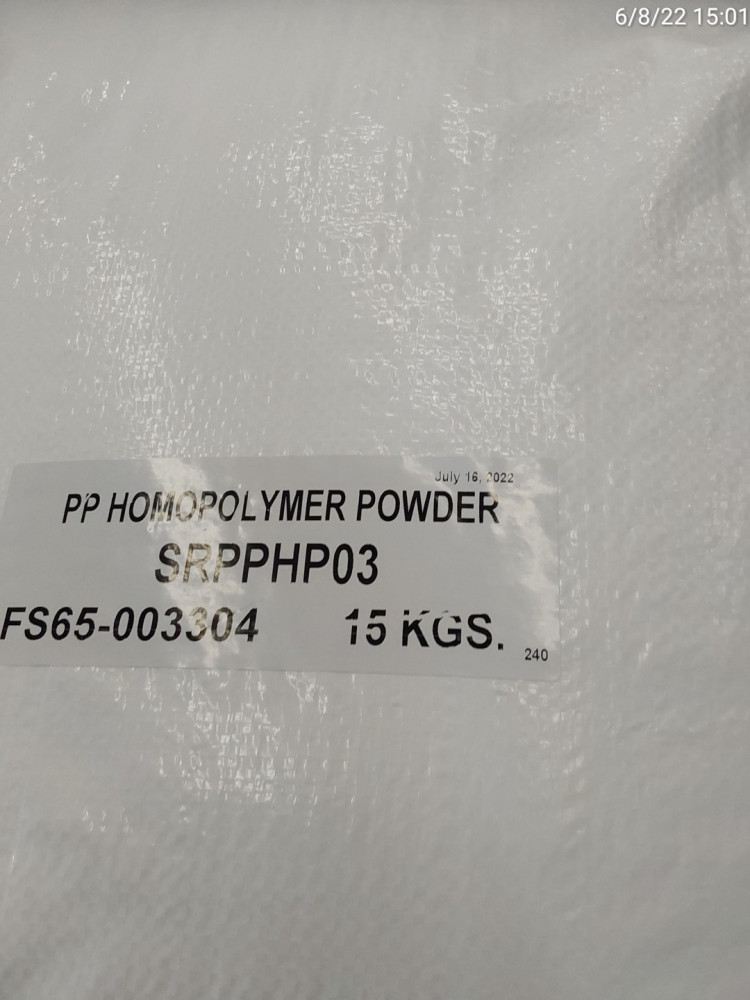 6/8/22 15:01
July 16, 2022
PP HOMOPOLYMER POWDER
SRPPHP03
FS65-003304 15 KGS.
240